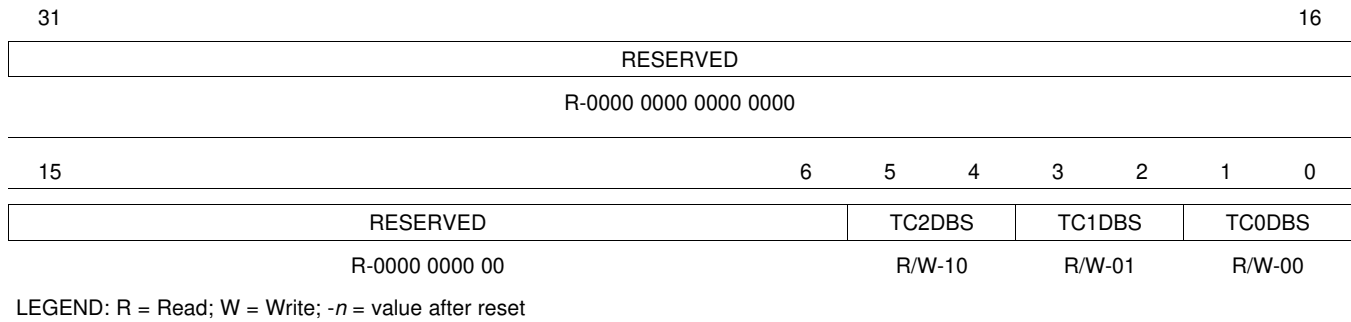 31 16
RESERVED
R-0000 0000 0000 0000
15 6 5 4 3 2 1 0
RESERVED TC2DBS TC1DBS TC0DBS
R-0000 0000 00 R/W-10 R/W-01 R/W-00
LEGEND: R = Read; W = Write; -n = value after reset